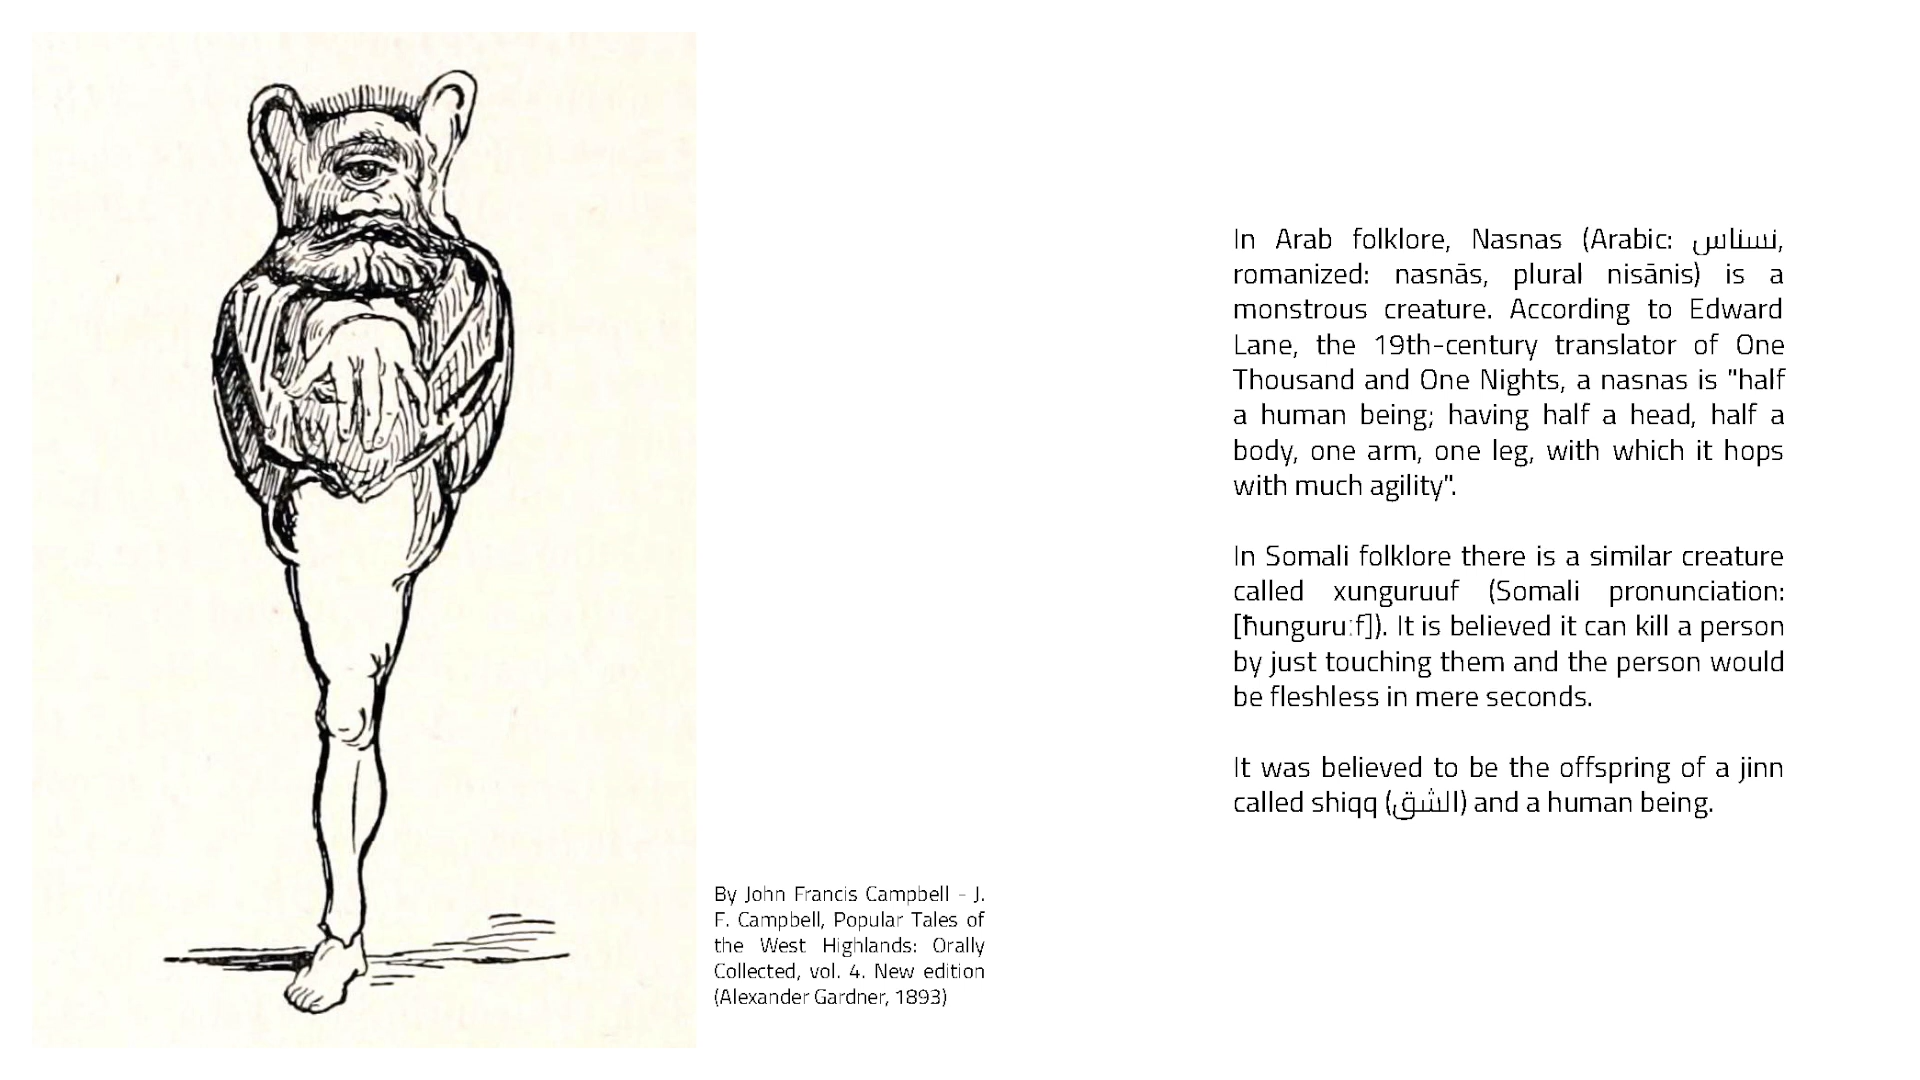 By John Francis Campbell - J.
F. Campbell, Popular Tales of
the West Highlands: Orally
Collected, vol. 4. New edition
(Alexander Gardner, 1893)
In Arab folklore, Nasnas (Arabic: نسناس,
romanized: nasnās, plural nisānis) is a
monstrous creature. According to Edward
Lane, the 19th-century translator of One
Thousand and One Nights, a nasnas is "half
a human being; having half a head, half a
body, one arm, one leg, with which it hops
with much agility".
In Somali folklore there is a similar creature
called xunguruuf (Somali pronunciation:
[ħunguruːf]). It is believed it can kill a person
by just touching them and the person would
be fleshless in mere seconds.
It was believed to be the offspring of a jinn
called shiqq (الشق) and a human being.